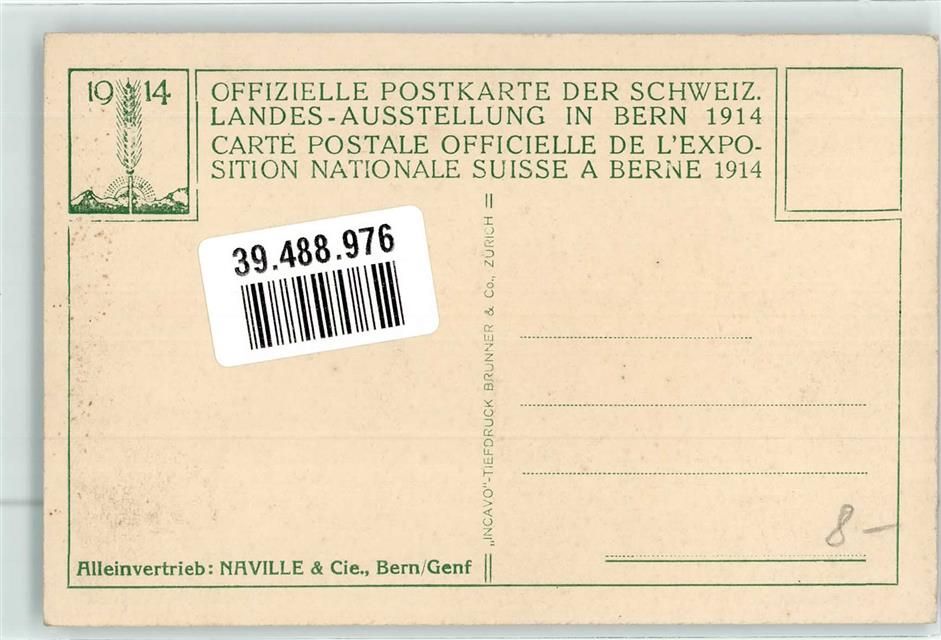 1914
OFFIZIELLE POSTKARTE DER SCHWEIZ.
LANDES-AUSSTELLUNG IN BERN 1914
CARTE POSTALE OFFICIELLE DE L'EXPO-
SITION NATIONALE SUISSE A BERNE 1914
39.488.976
„INCAVO"-TIEFDRUCK BRUNNER & Co., ZÜRICH
8 –
Alleinvertrieb: NAVILLE & Cie., Bern/Genf